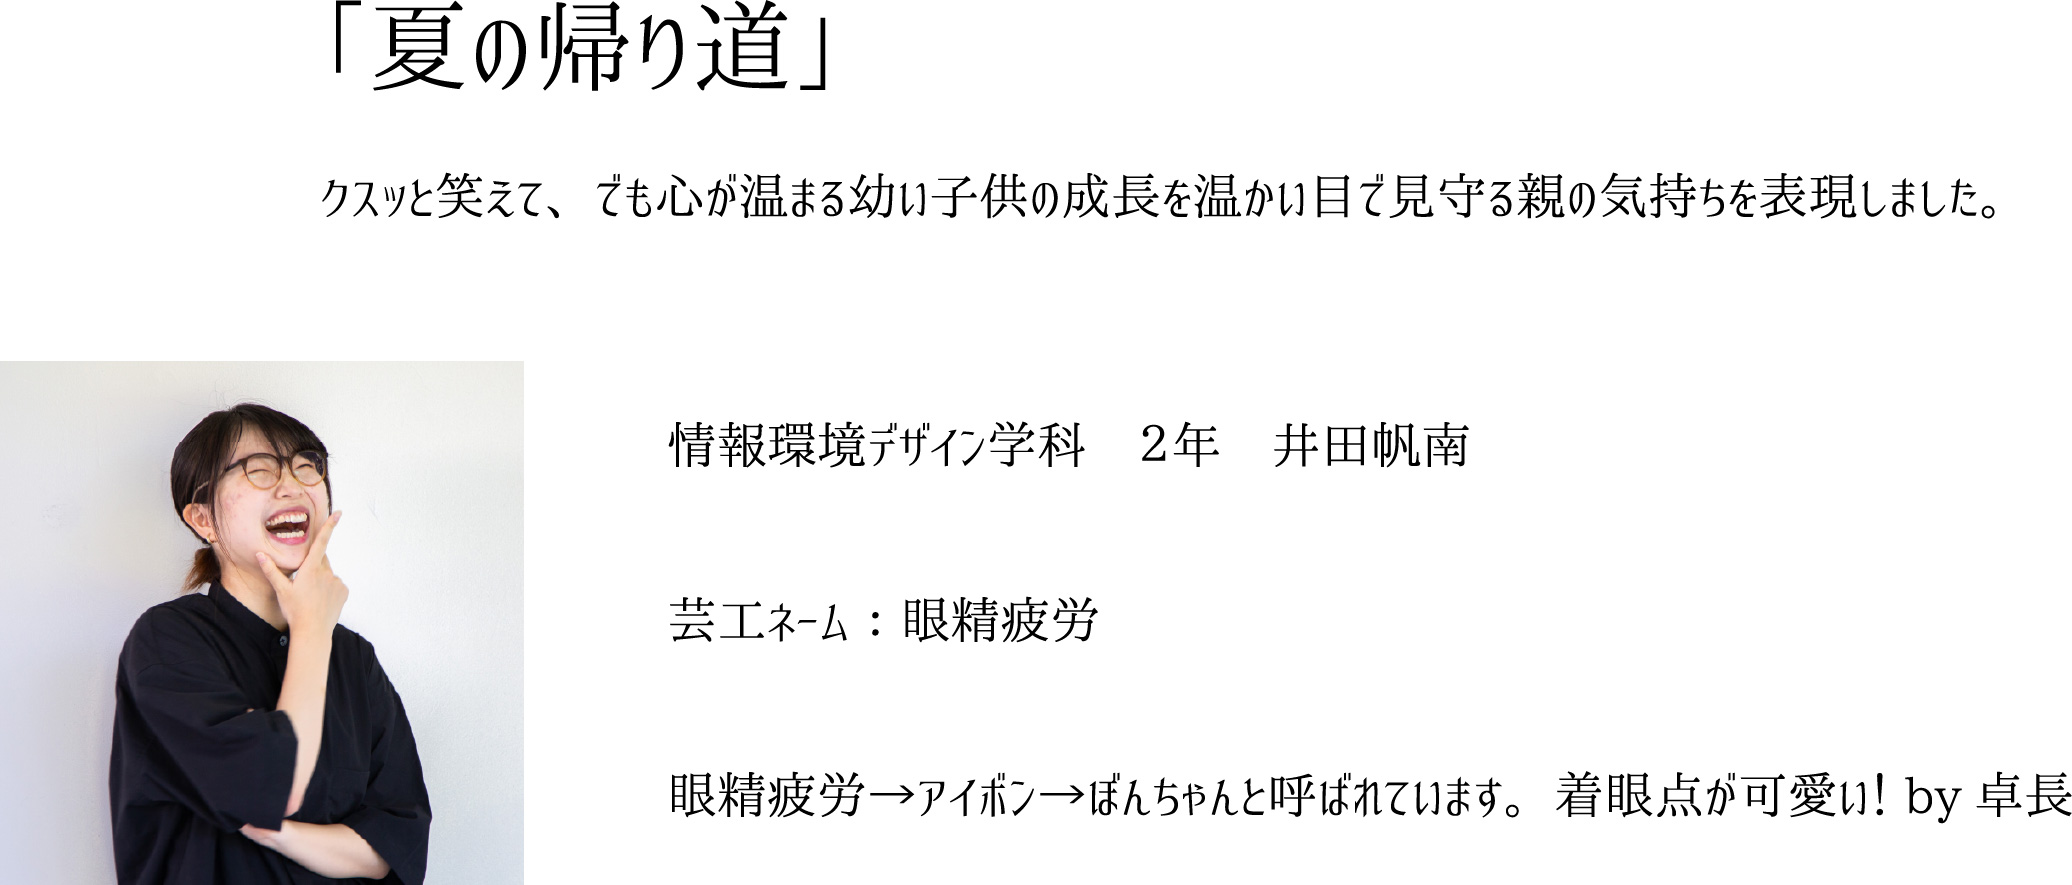 「夏の帰り道」
クスッと笑えて、でも心が温まる幼い子供の成長を温かい目で見守る親の気持ちを表現しました。
情報環境デザイン学科　２年　井田帆南
芸工ネーム：眼精疲労
眼精疲労→アイボン→ぼんちゃんと呼ばれています。着眼点が可愛い! by 卓長